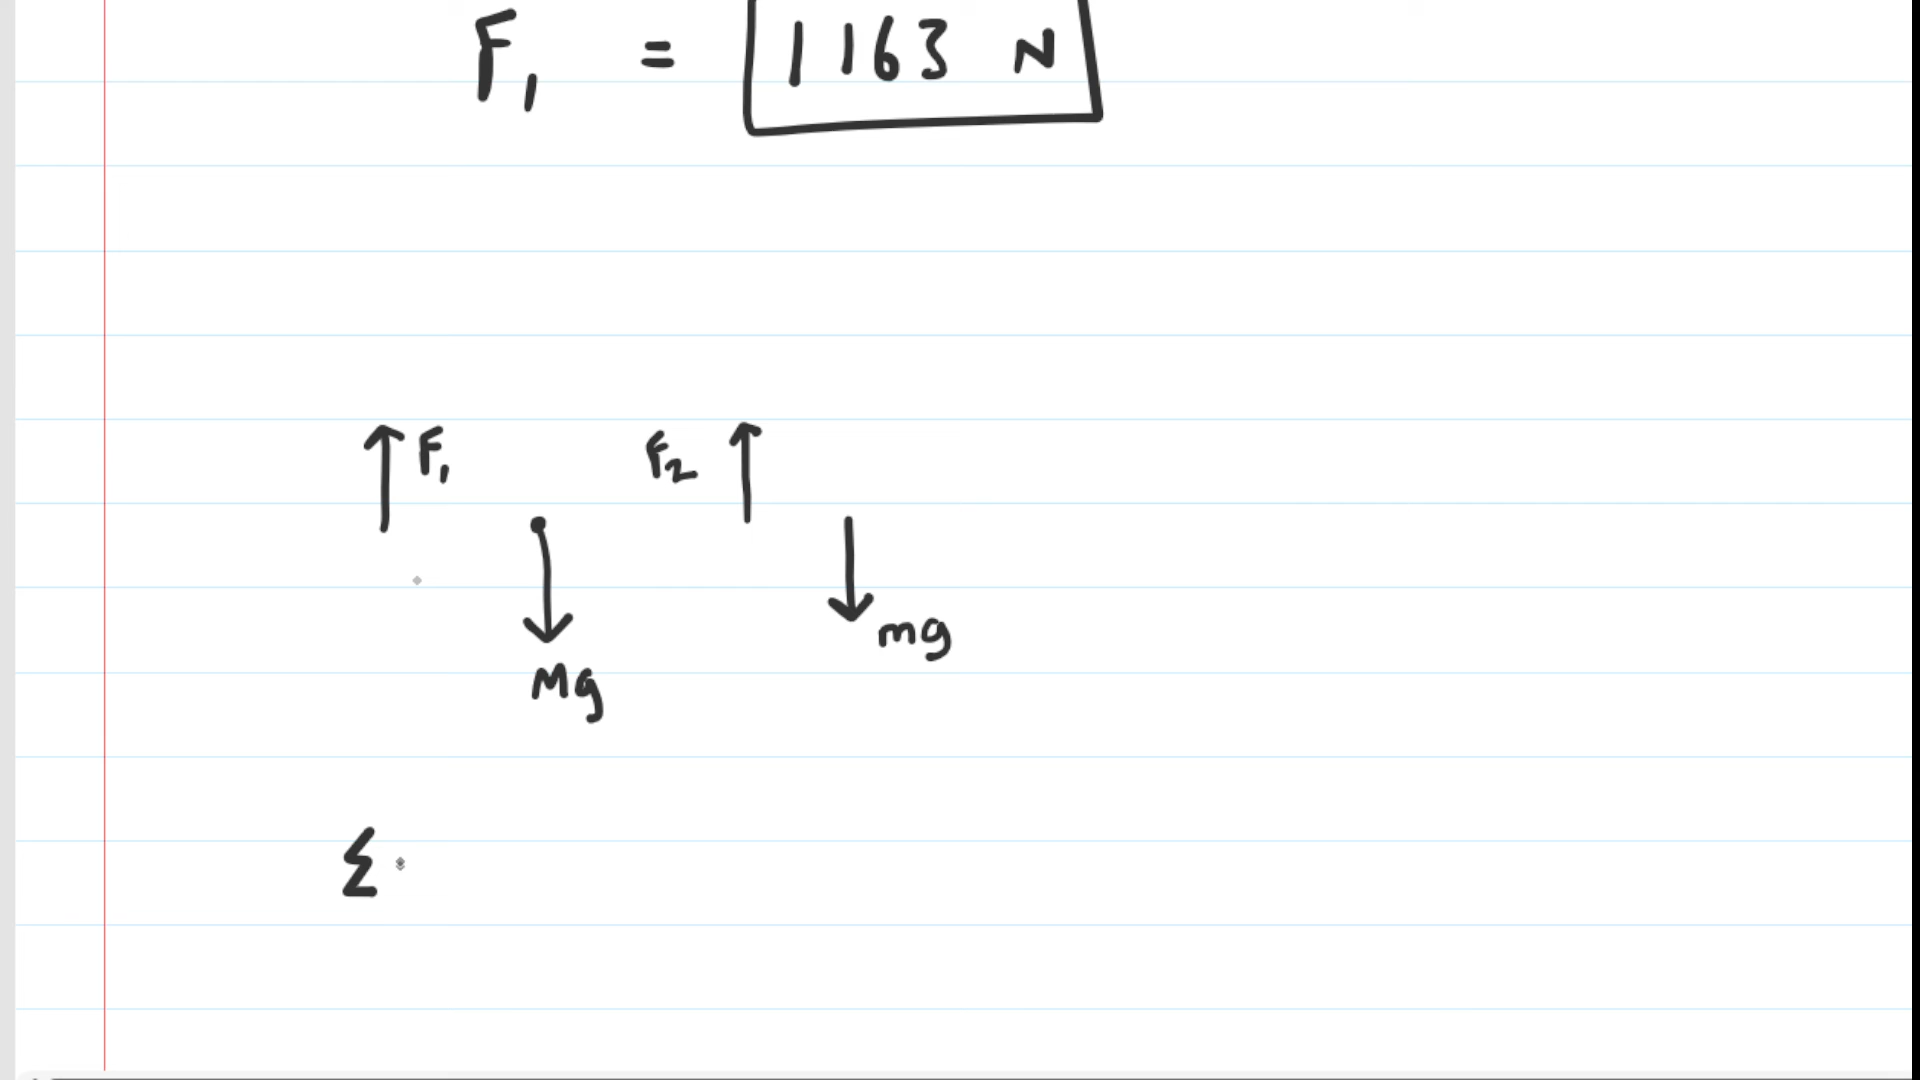 F₁ = 1163 N
F₁ F₂
mg
Mg
Σ